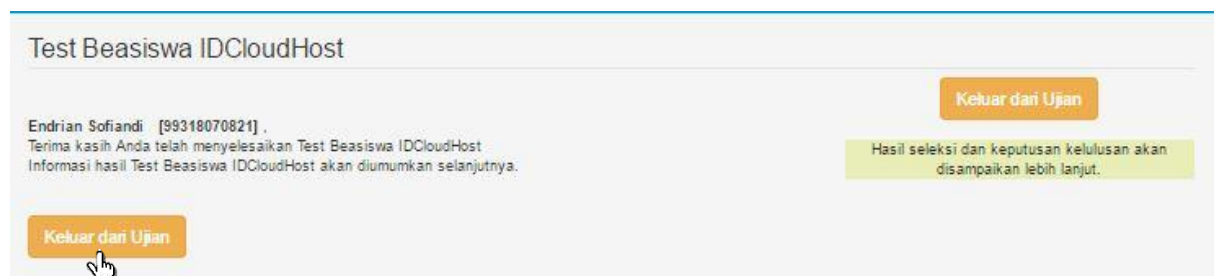 Test Beasiswa IDCloudHost
Keluar dari Ujian
Endrian Sofiandi [99318070821] ,
Terima kasih Anda telah menyelesaikan Test Beasiswa IDCloudHost
Informasi hasil Test Beasiswa IDCloudHost akan diumumkan selanjutnya.
Hasil seleksi dan keputusan kelulusan akan
disampaikan lebih lanjut.
Keluar dari Ujian